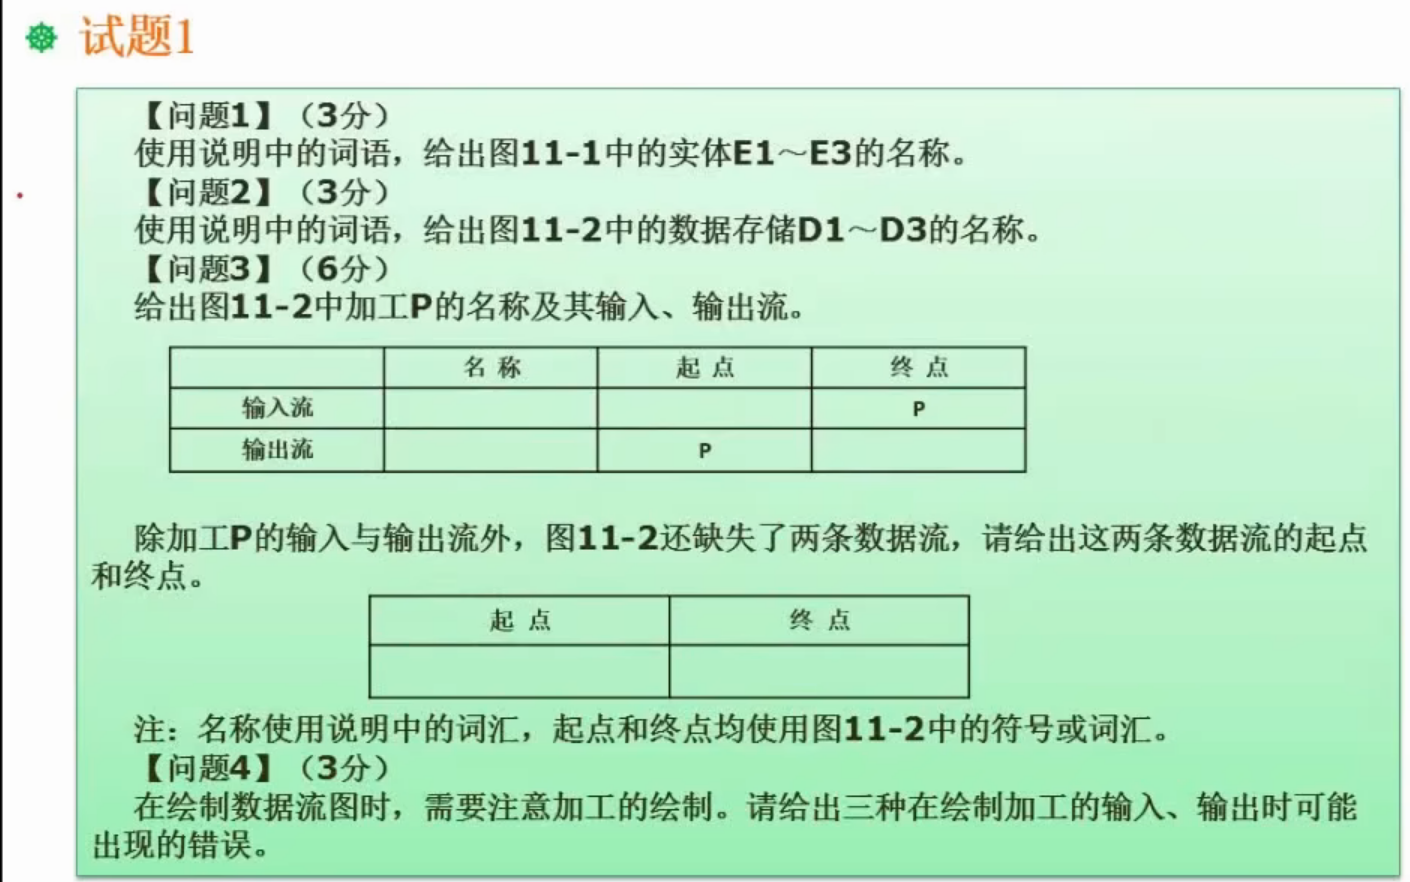 试题1
【问题1】（3分）
使用说明中的词语，给出图11-1中的实体E1～E3的名称。
【问题2】（3分）
使用说明中的词语，给出图11-2中的数据存储D1～D3的名称。
【问题3】（6分）
给出图11-2中加工P的名称及其输入、输出流。
名 称 起 点 终 点
输入流 P
输出流 P
除加工P的输入与输出流外，图11-2还缺失了两条数据流，请给出这两条数据流的起点
和终点。
起 点 终 点
注：名称使用说明中的词汇，起点和终点均使用图11-2中的符号或词汇。
【问题4】（3分）
在绘制数据流图时，需要注意加工的绘制。请给出三种在绘制加工的输入、输出时可能
出现的错误。